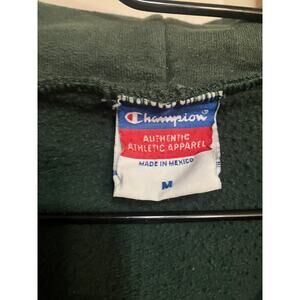 Champion
AUTHENTIC
ATHLETIC APPAREL
MADE IN MEXICO
M